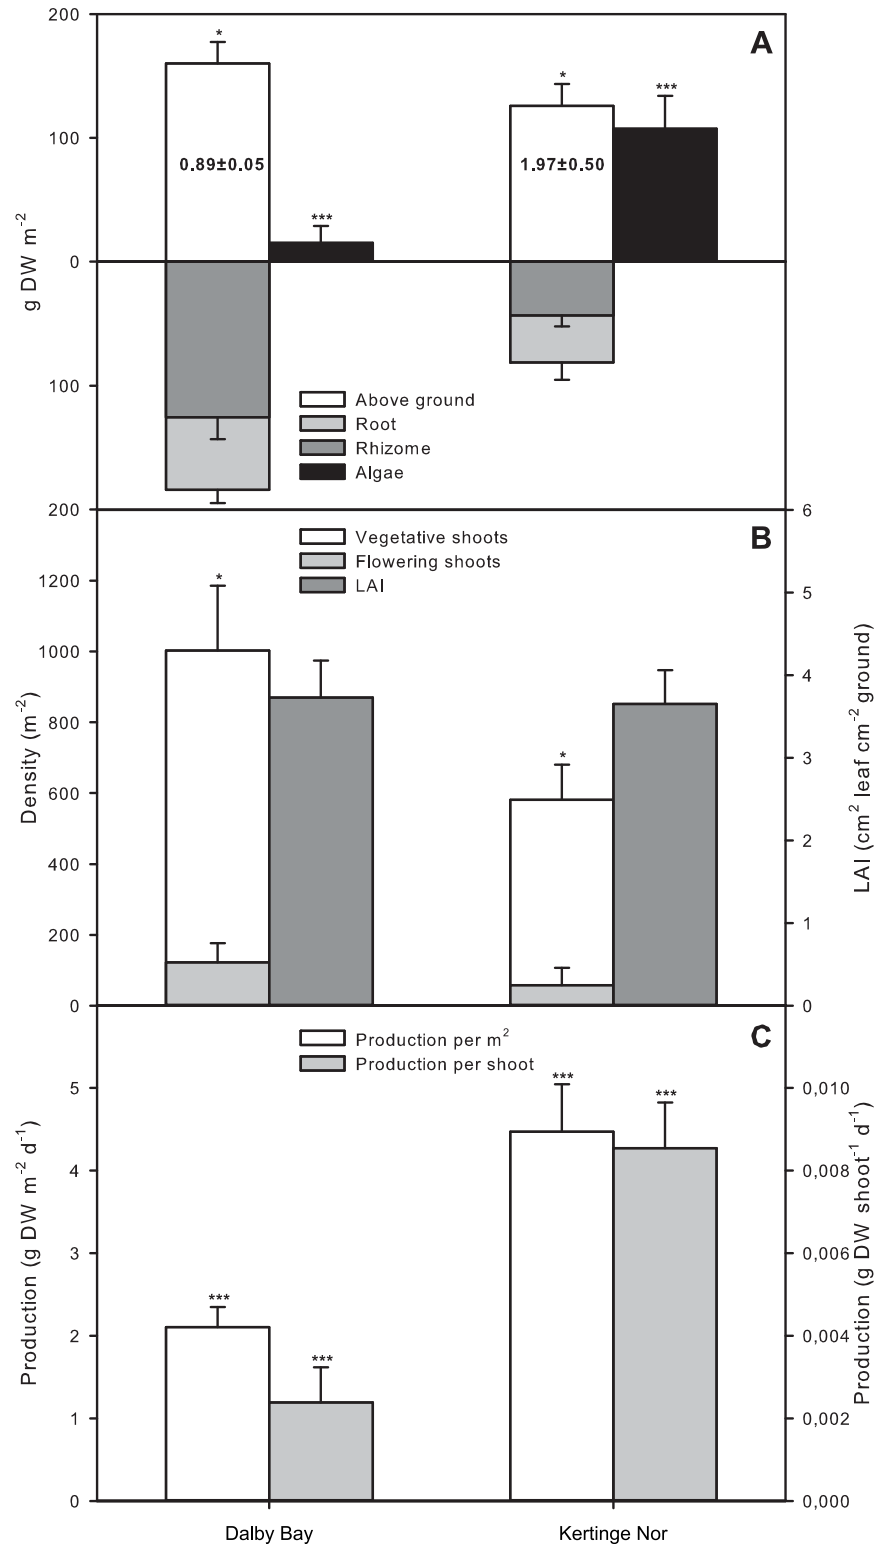 200
A
*
*
***
100
0.89±0.05
1.97±0.50
***
0
g DW m-2
100
Above ground
Root
Rhizome
Algae
200
6
Vegetative shoots
B
Flowering shoots
1200
*
LAI
5
1000
4
800
Density (m-2)
*
3
600
LAI (cm2 leaf cm-2 ground)
400
2
200
1
0
0
Production per m2
C
Production per shoot
5
***
***
0,010
4
0,008
Production (g DW m-2 d-1)
3
0,006
Production (g DW shoot-1 d-1)
***
2
0,004
***
1
0,002
0
0,000
Dalby Bay
Kertinge Nor